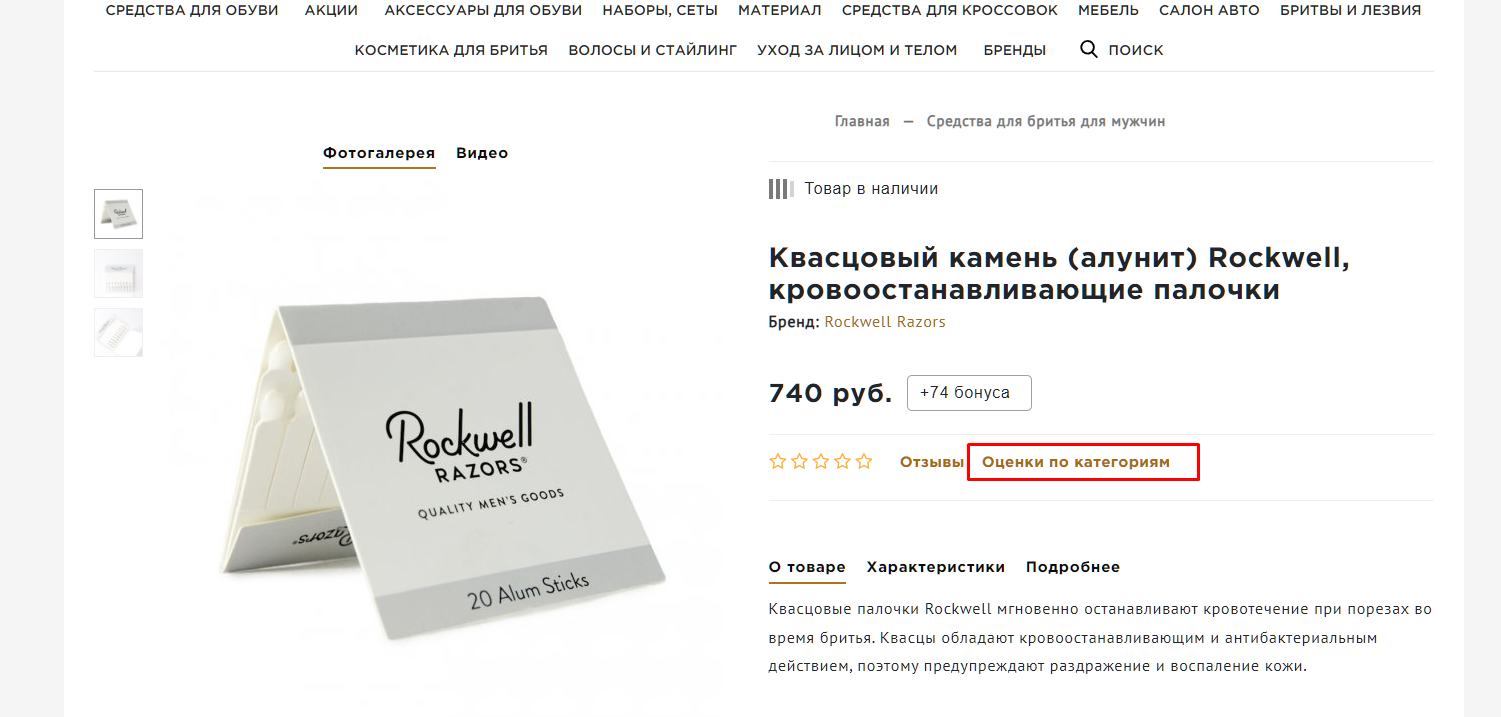 СРЕДСТВА ДЛЯ ОБУВИ АКЦИИ АКСЕССУАРЫ ДЛЯ ОБУВИ НАБОРЫ, СЕТЫ МАТЕРИАЛ СРЕДСТВА ДЛЯ КРОССОВОК МЕБЕЛЬ САЛОН АВТО БРИТВЫ И ЛЕЗВИЯ
КОСМЕТИКА ДЛЯ БРИТЬЯ ВОЛОСЫ И СТАЙЛИНГ УХОД ЗА ЛИЦОМ И ТЕЛОМ БРЕНДЫ ПОИСК
Главная — Средства для бритья для мужчин
Фотогалерея Видео
Товар в наличии
Квасцовый камень (алунит) Rockwell,
кровоостанавливающие палочки
Бренд: Rockwell Razors
740 руб. +74 бонуса
Отзывы Оценки по категориям
О товаре Характеристики Подробнее
Квасцовые палочки Rockwell мгновенно останавливают кровотечение при порезах во
время бритья. Квасцы обладают кровоостанавливающим и антибактериальным
действием, поэтому предупреждают раздражение и воспаление кожи.
Rockwell
RAZORS®
QUALITY MEN'S GOODS
20 Alum Sticks